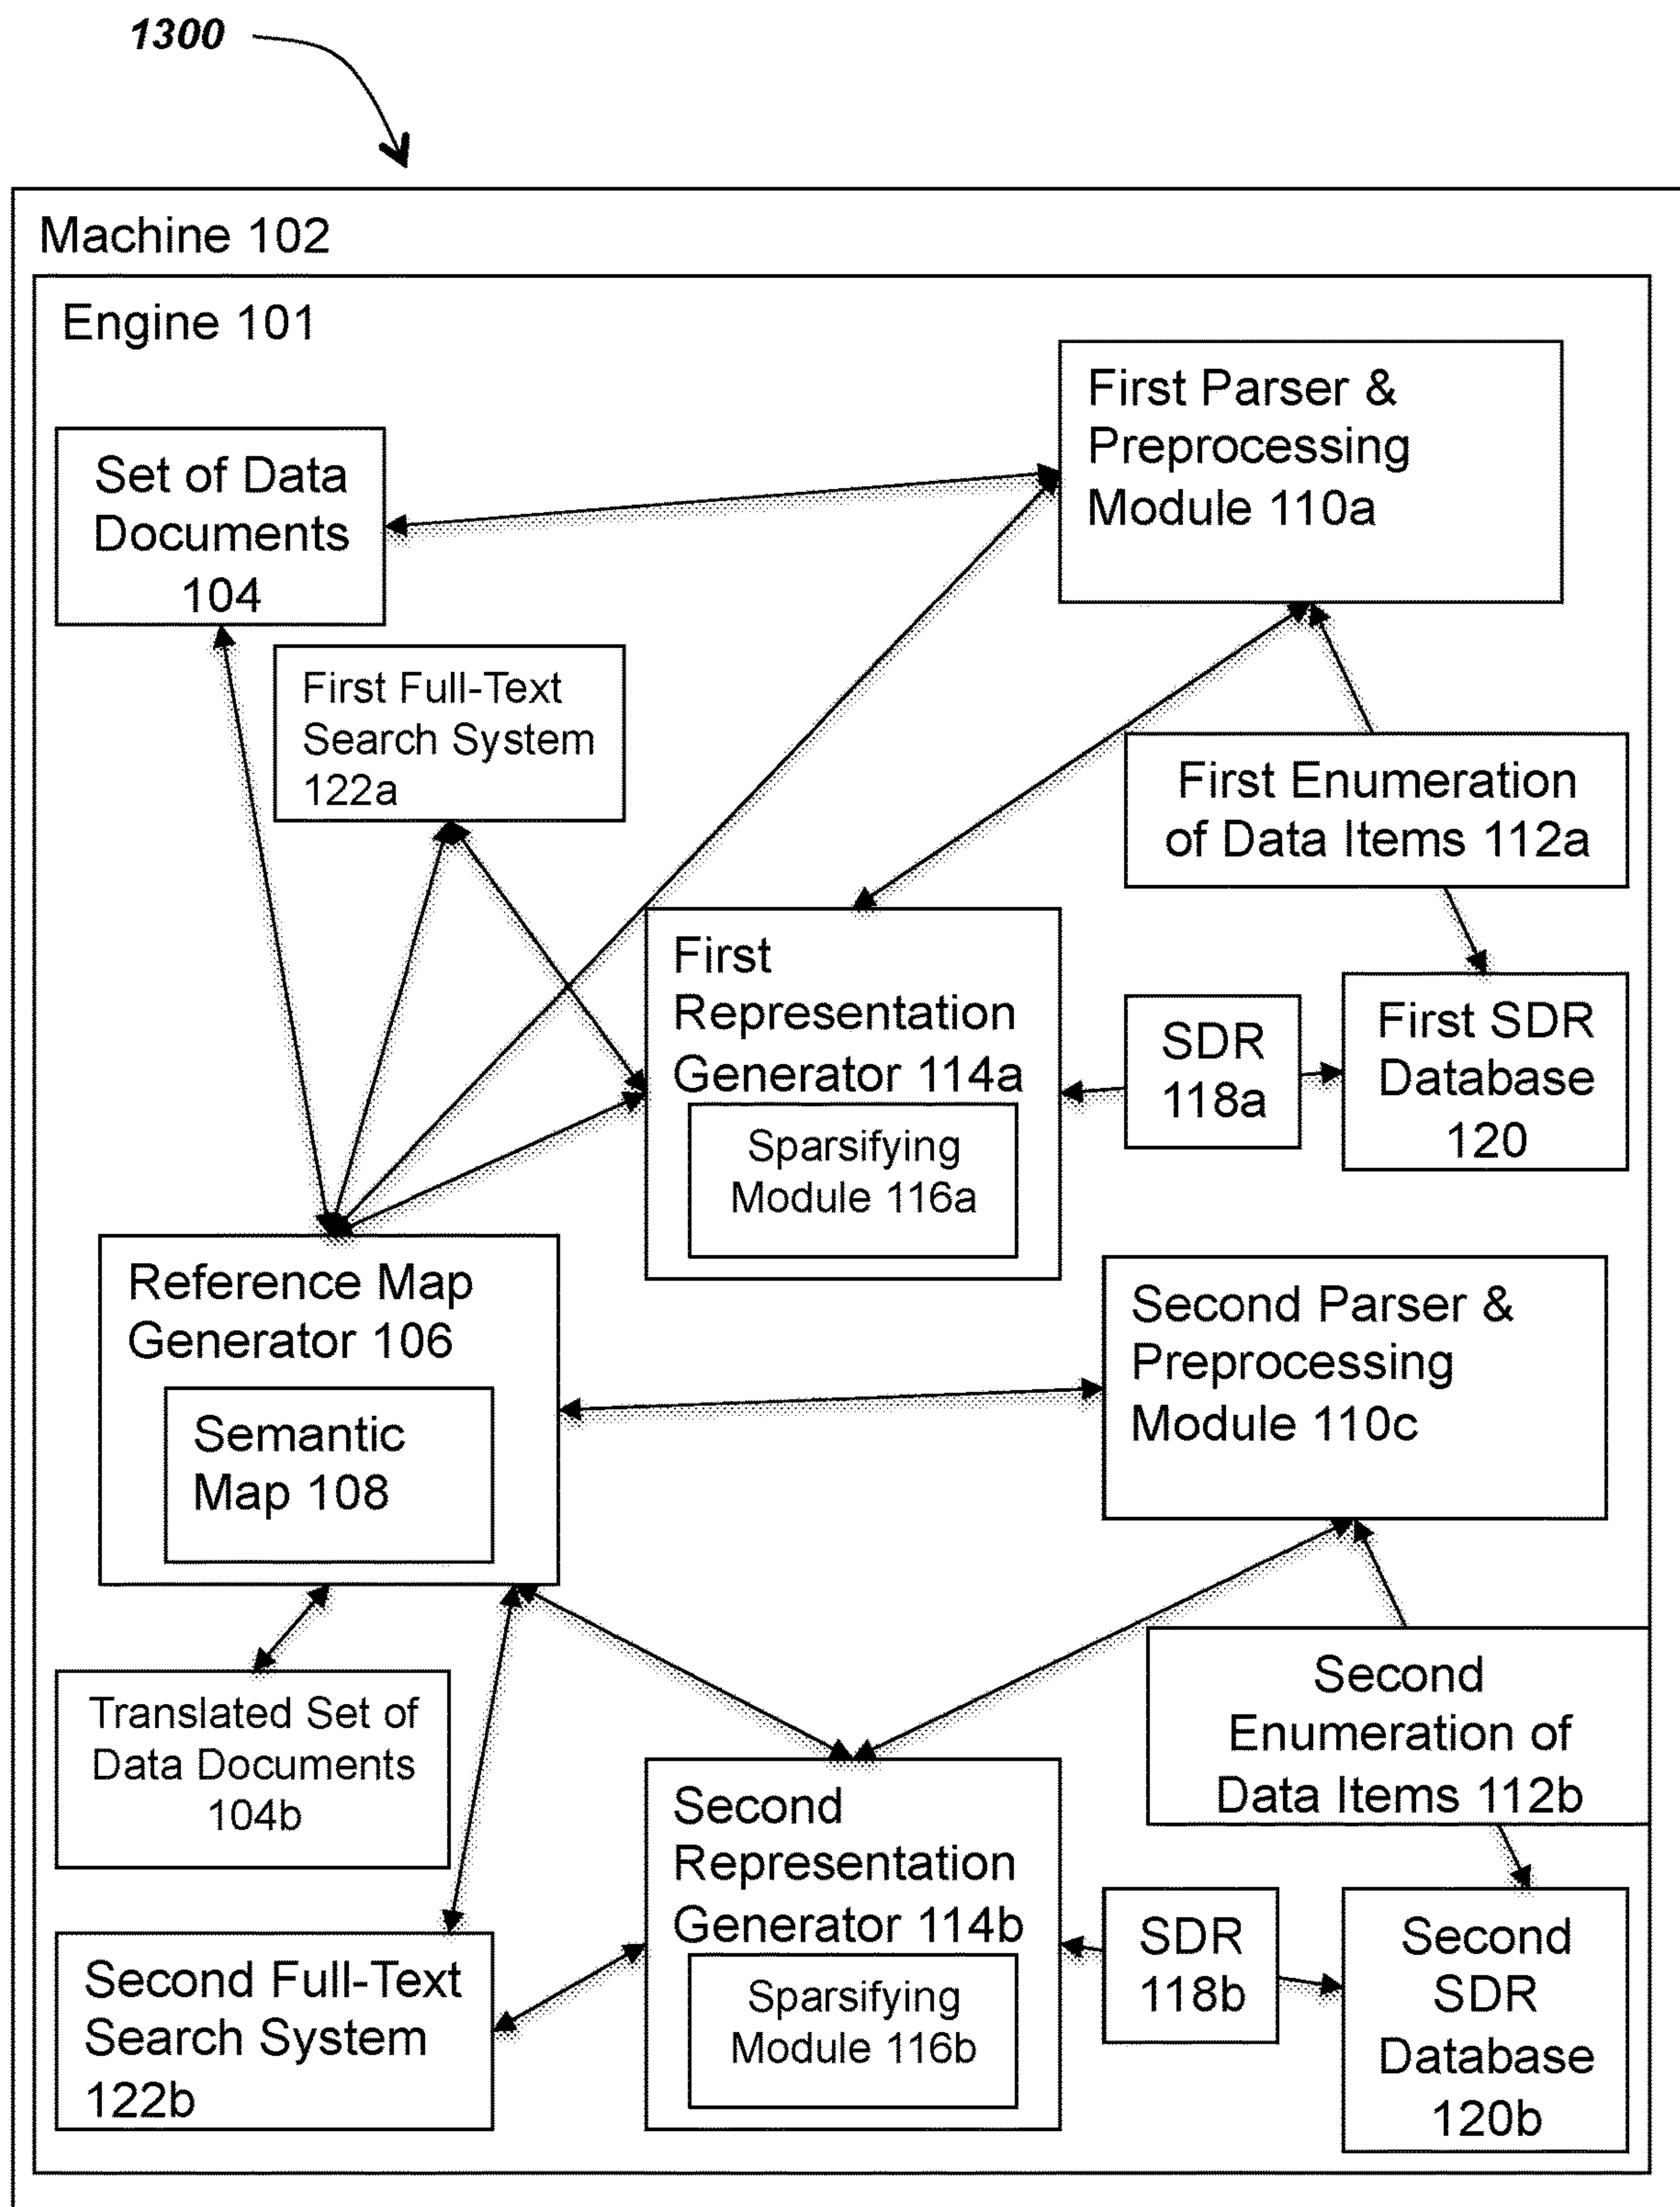 1300
Machine 102
Engine 101
First Parser &
Preprocessing
Module 110a
Set of Data
Documents
104
First Full-Text
Search System
122a
First Enumeration
of Data Items 112a
First
Representation
Generator 114a
Sparsifying
Module 116a
SDR
118a
First SDR
Database
120
Reference Map
Generator 106
Semantic
Map 108
Second Parser &
Preprocessing
Module 110c
Translated Set of
Data Documents
104b
Second
Enumeration of
Data Items 112b
Second
Representation
Generator 114b
Sparsifying
Module 116b
SDR
118b
Second
SDR
Database
120b
Second Full-Text
Search System
122b